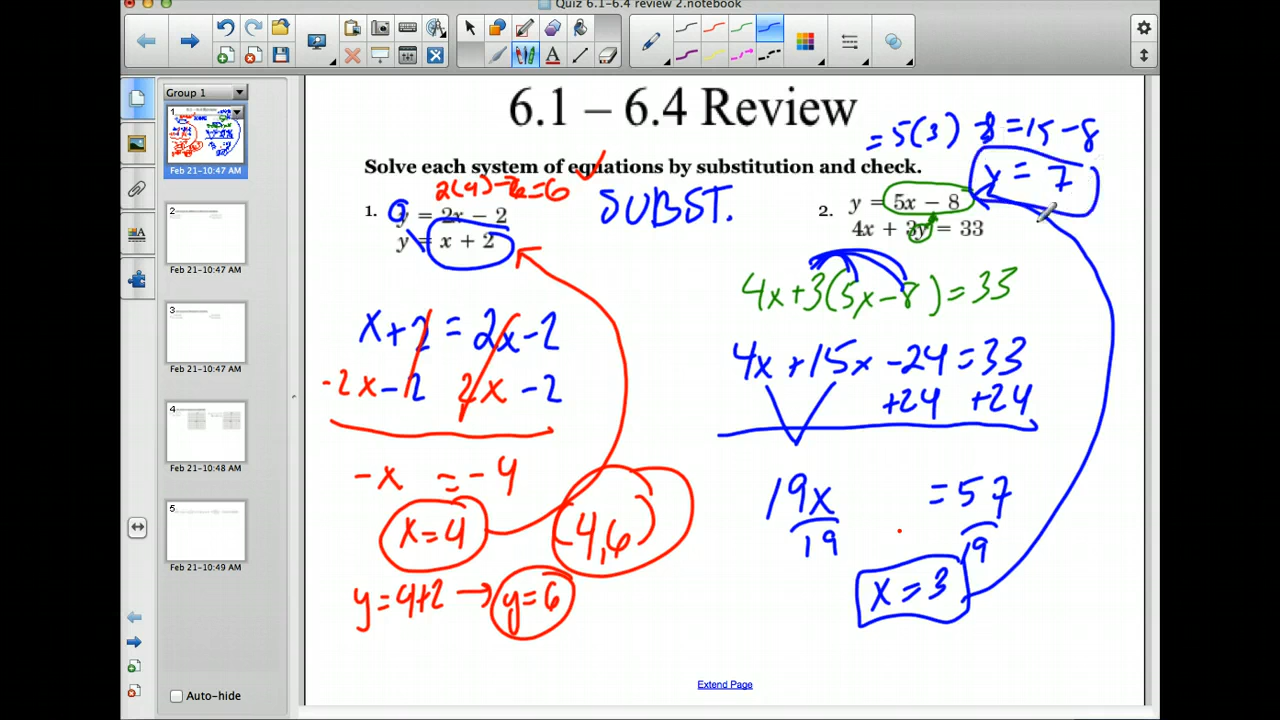 Quiz 6.1-6.4 review 2.notebook
Group 1
1
Feb 21-10:47 AM
2
Feb 21-10:47 AM
3
Feb 21-10:47 AM
4
Feb 21-10:48 AM
5
Feb 21-10:49 AM
Auto-hide
6.1 – 6.4 Review
Solve each system of equations by substitution and check.
SUBST.
1. y = 2x − 2
y = x + 2
x+2 = 2x-2
-2x-2 2x -2
-x = -4
x=4
(4,6)
y=4+2 → y=6
= 5(3) - 8 = 15-8
y = 7
2. y = 5x − 8
4x + 3y = 33
4x+3(5x-8)=33
4x +15x -24=33
+24 +24
19x = 57
19 19
x=3
Extend Page